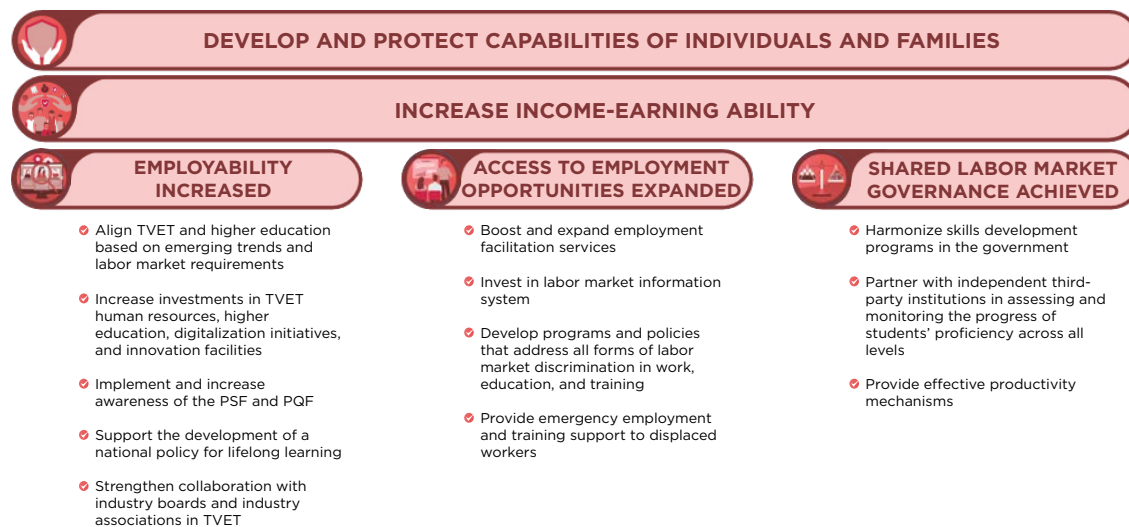 DEVELOP AND PROTECT CAPABILITIES OF INDIVIDUALS AND FAMILIES
INCREASE INCOME-EARNING ABILITY
EMPLOYABILITY
INCREASED
Align TVET and higher education
based on emerging trends and
labor market requirements
Increase investments in TVET
human resources, higher
education, digitalization initiatives,
and innovation facilities
Implement and increase
awareness of the PSF and PQF
Support the development of a
national policy for lifelong learning
Strengthen collaboration with
industry boards and industry
associations in TVET
ACCESS TO EMPLOYMENT
OPPORTUNITIES EXPANDED
Boost and expand employment
facilitation services
Invest in labor market information
system
Develop programs and policies
that address all forms of labor
market discrimination in work,
education, and training
Provide emergency employment
and training support to displaced
workers
SHARED LABOR MARKET
GOVERNANCE ACHIEVED
Harmonize skills development
programs in the government
Partner with independent third-
party institutions in assessing and
monitoring the progress of
students’ proficiency across all
levels
Provide effective productivity
mechanisms